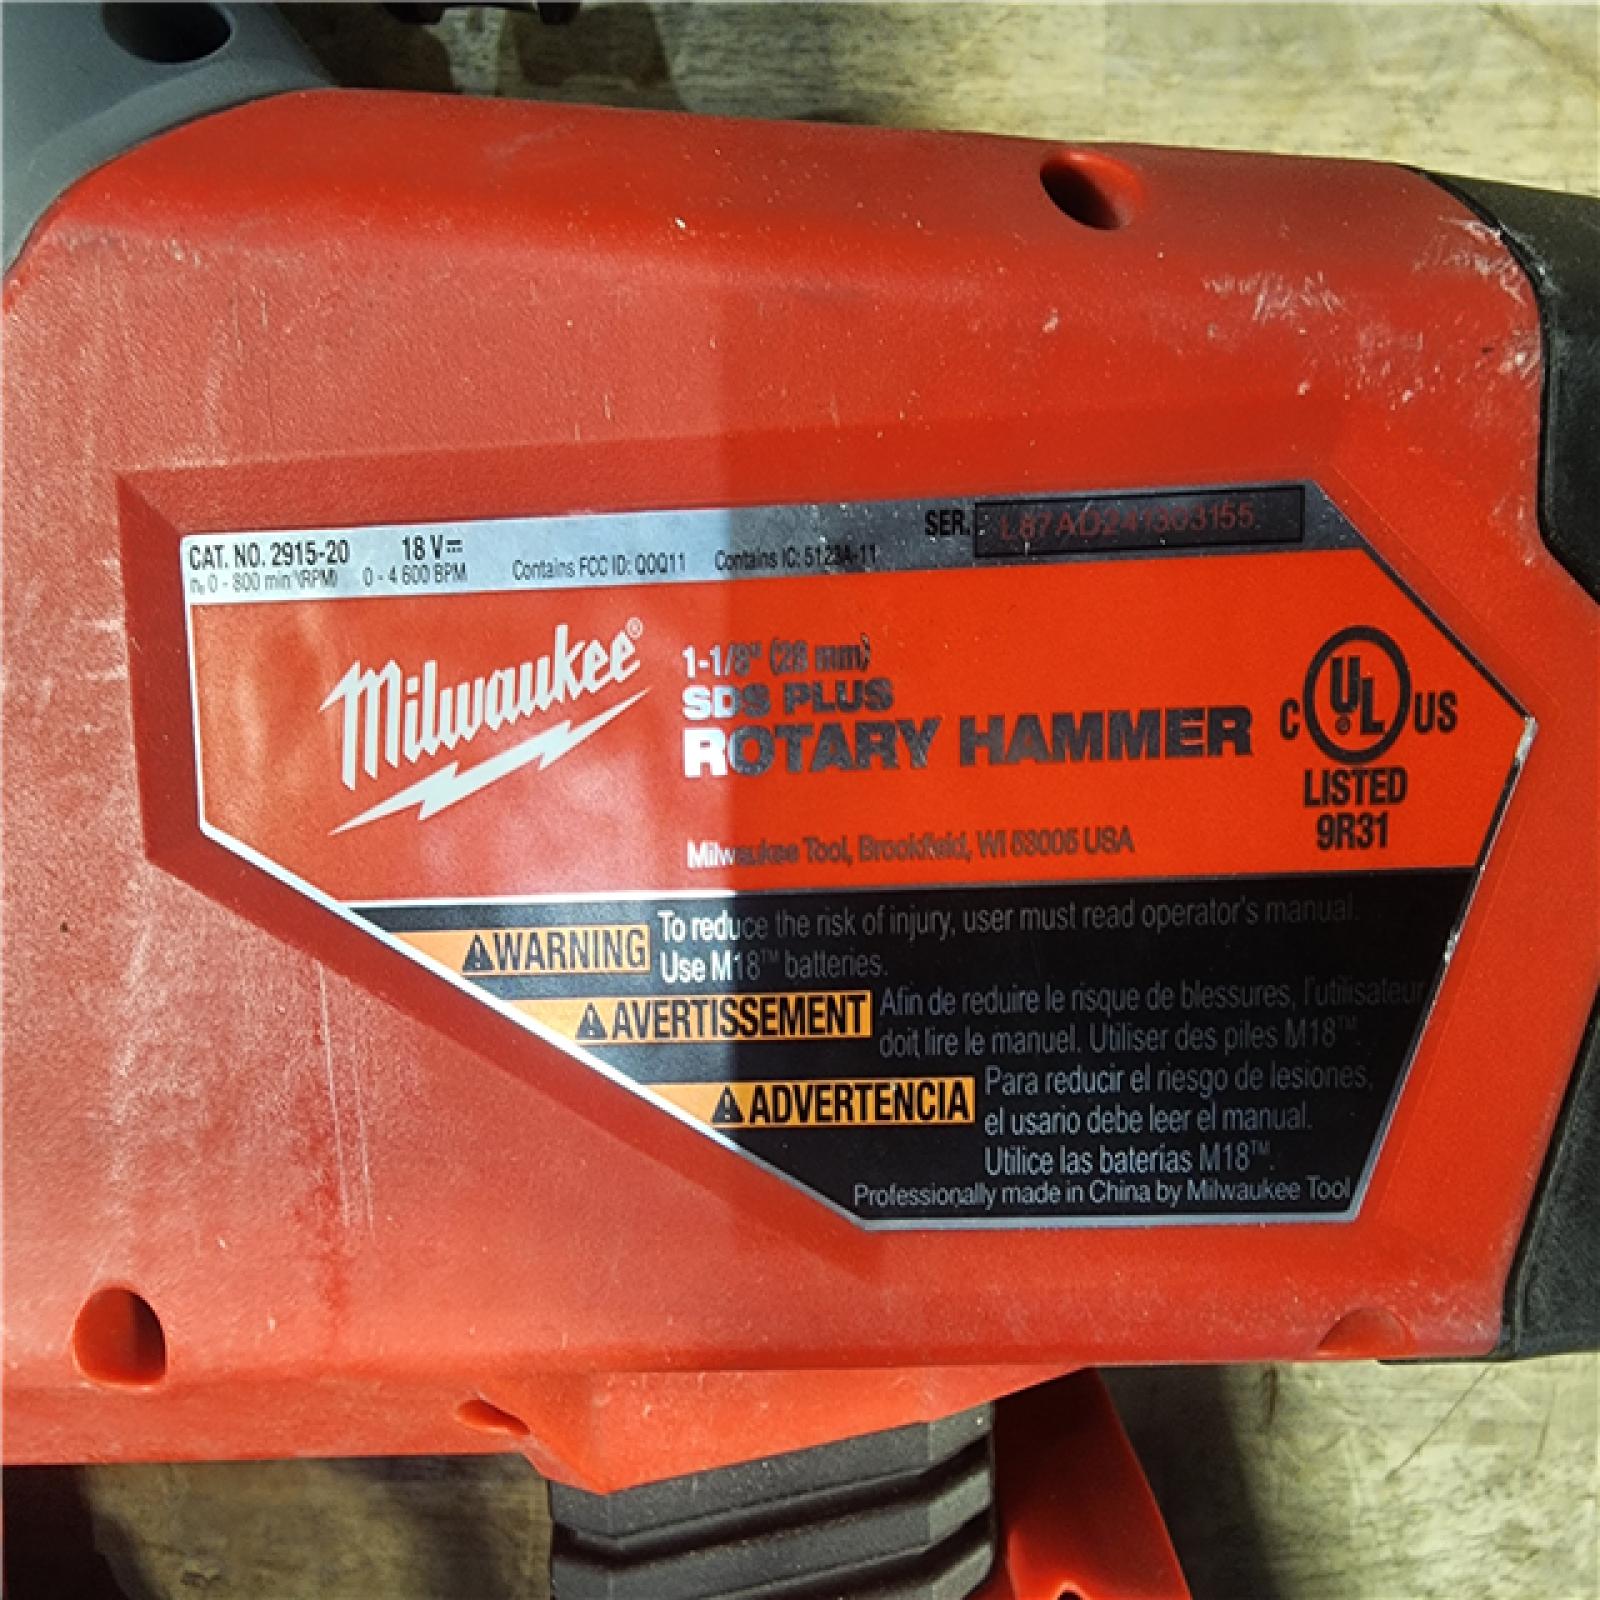 CAT. NO. 2915-20 18 V⎓
n₀ 0 - 800 min⁻¹(RPM) 0 - 4 600 BPM Contains FCC ID: OOQ11 Contains IC: 5123A-11
SER. L87AD241303155
Milwaukee®
1-1/8" (28 mm)
SDS PLUS
ROTARY HAMMER
Milwaukee Tool, Brookfield, WI 53005 USA
C UL US
LISTED
9R31
⚠WARNING To reduce the risk of injury, user must read operator's manual.
Use M18™ batteries.
⚠AVERTISSEMENT Afin de reduire le risque de blessures, l'utilisateur
doit lire le manuel. Utiliser des piles M18™.
⚠ADVERTENCIA Para reducir el riesgo de lesiones,
el usario debe leer el manual.
Utilice las baterias M18™.
Professionally made in China by Milwaukee Tool